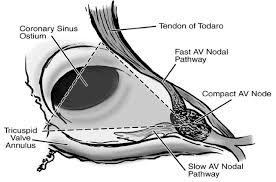 Coronary Sinus
Ostium
Tendon of Todaro
Fast AV Nodal
Pathway
Compact AV Node
Tricuspid
Valve
Annulus
Slow AV Nodal
Pathway